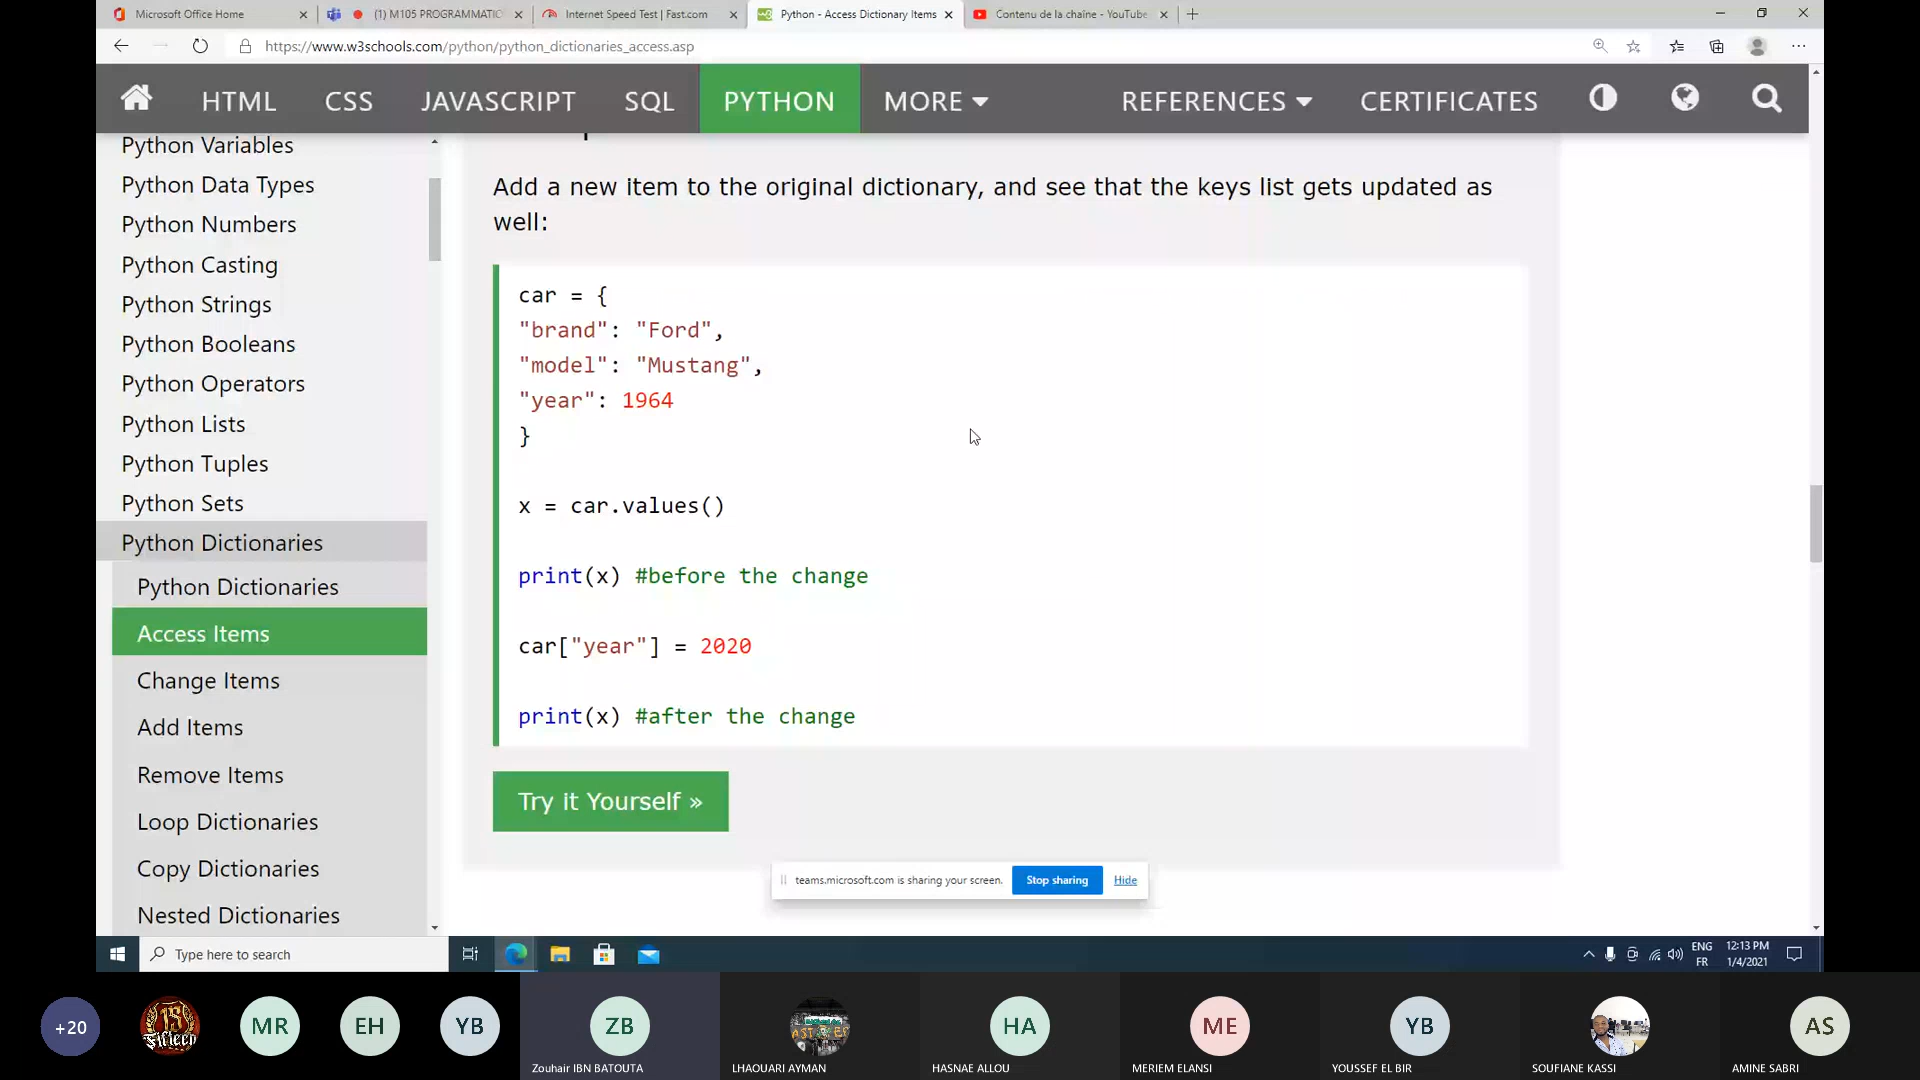 Microsoft Office Home
(1) M105 PROGRAMMATIC
Internet Speed Test | Fast.com
Python - Access Dictionary Items
Contenu de la chaîne - YouTube
https://www.w3schools.com/python/python_dictionaries_access.asp
HTML
CSS
JAVASCRIPT
SQL
PYTHON
MORE
REFERENCES
CERTIFICATES
Python Variables
Python Data Types
Python Numbers
Python Casting
Python Strings
Python Booleans
Python Operators
Python Lists
Python Tuples
Python Sets
Python Dictionaries
Python Dictionaries
Access Items
Change Items
Add Items
Remove Items
Loop Dictionaries
Copy Dictionaries
Nested Dictionaries
Add a new item to the original dictionary, and see that the keys list gets updated as
well:
car = {
"brand": "Ford",
"model": "Mustang",
"year": 1964
}
x = car.values()
print(x) #before the change
car["year"] = 2020
print(x) #after the change
Try it Yourself »
teams.microsoft.com is sharing your screen.
Stop sharing
Hide
Type here to search
ENG
FR
12:13 PM
1/4/2021
+20
15
Fifteen
MR
EH
YB
ZB
HA
ME
YB
AS
Zouhair IBN BATOUTA
LHAOUARI AYMAN
HASNAE ALLOU
MERIEM ELANSI
YOUSSEF EL BIR
SOUFIANE KASSI
AMINE SABRI